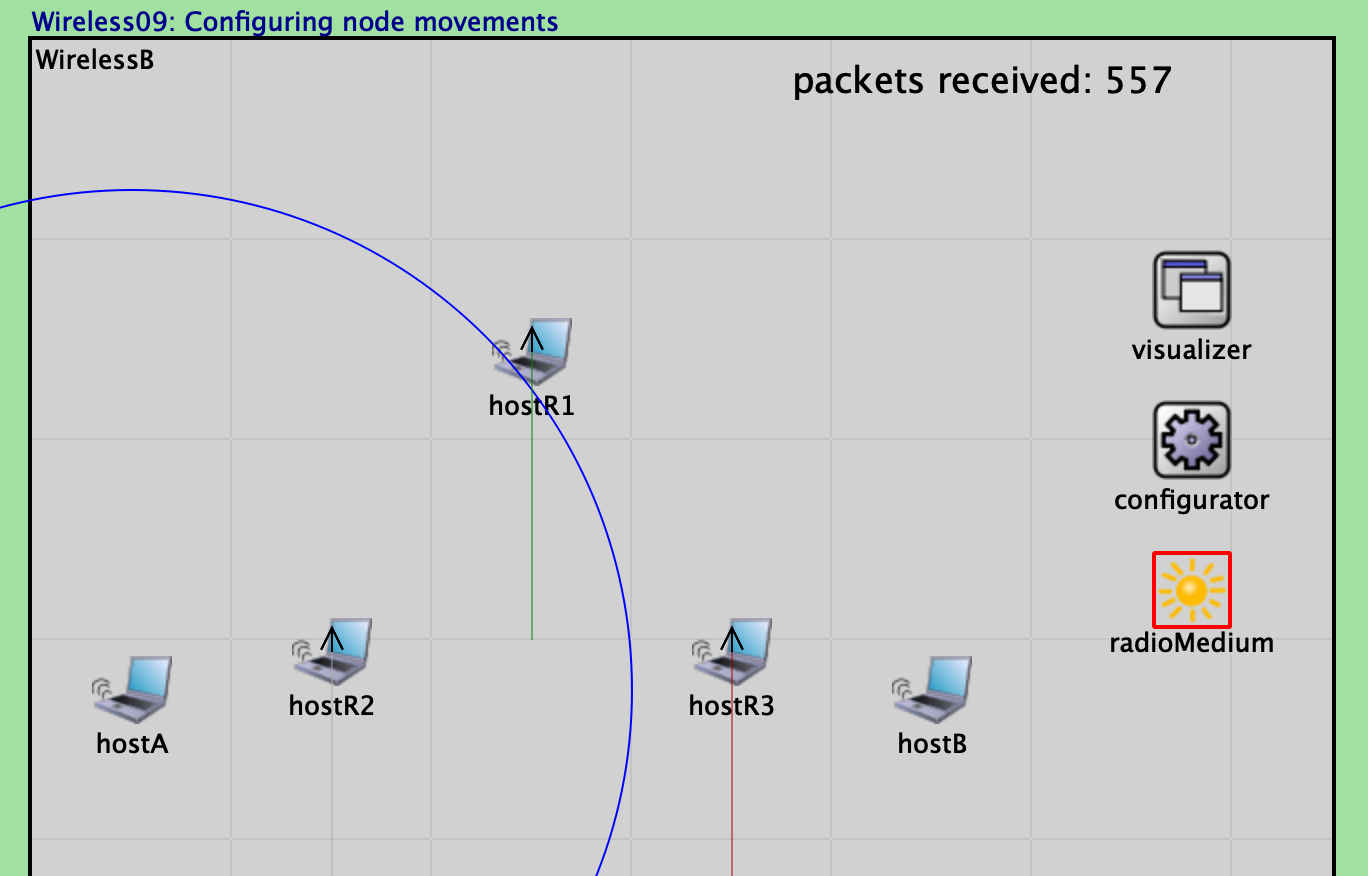 Wireless09: Configuring node movements
WirelessB
packets received: 557
visualizer
hostR1
configurator
radioMedium
hostR2
hostR3
hostA
hostB